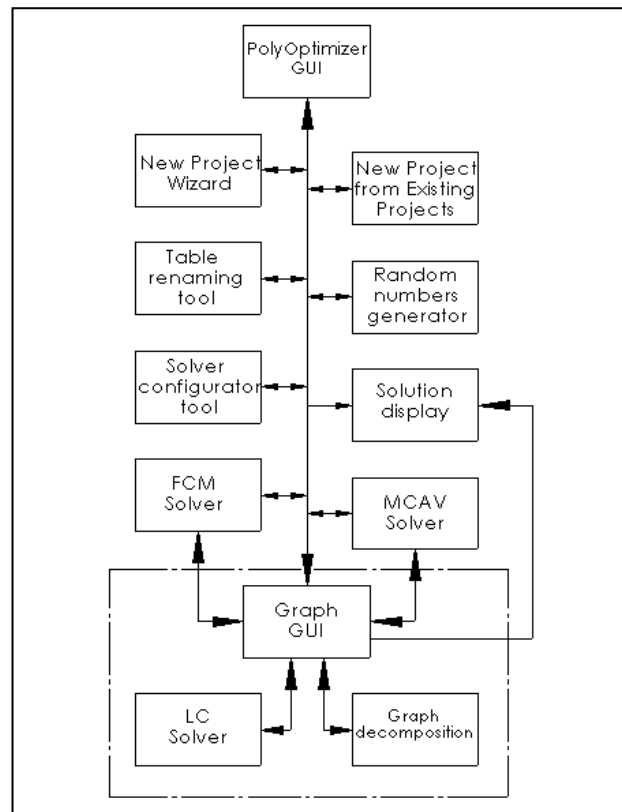 PolyOptimizer
GUI
New Project
Wizard
New Project
from Existing
Projects
Table
renaming
tool
Random
numbers
generator
Solver
configurator
tool
Solution
display
FCM
Solver
MCAV
Solver
Graph
GUI
LC
Solver
Graph
decomposition